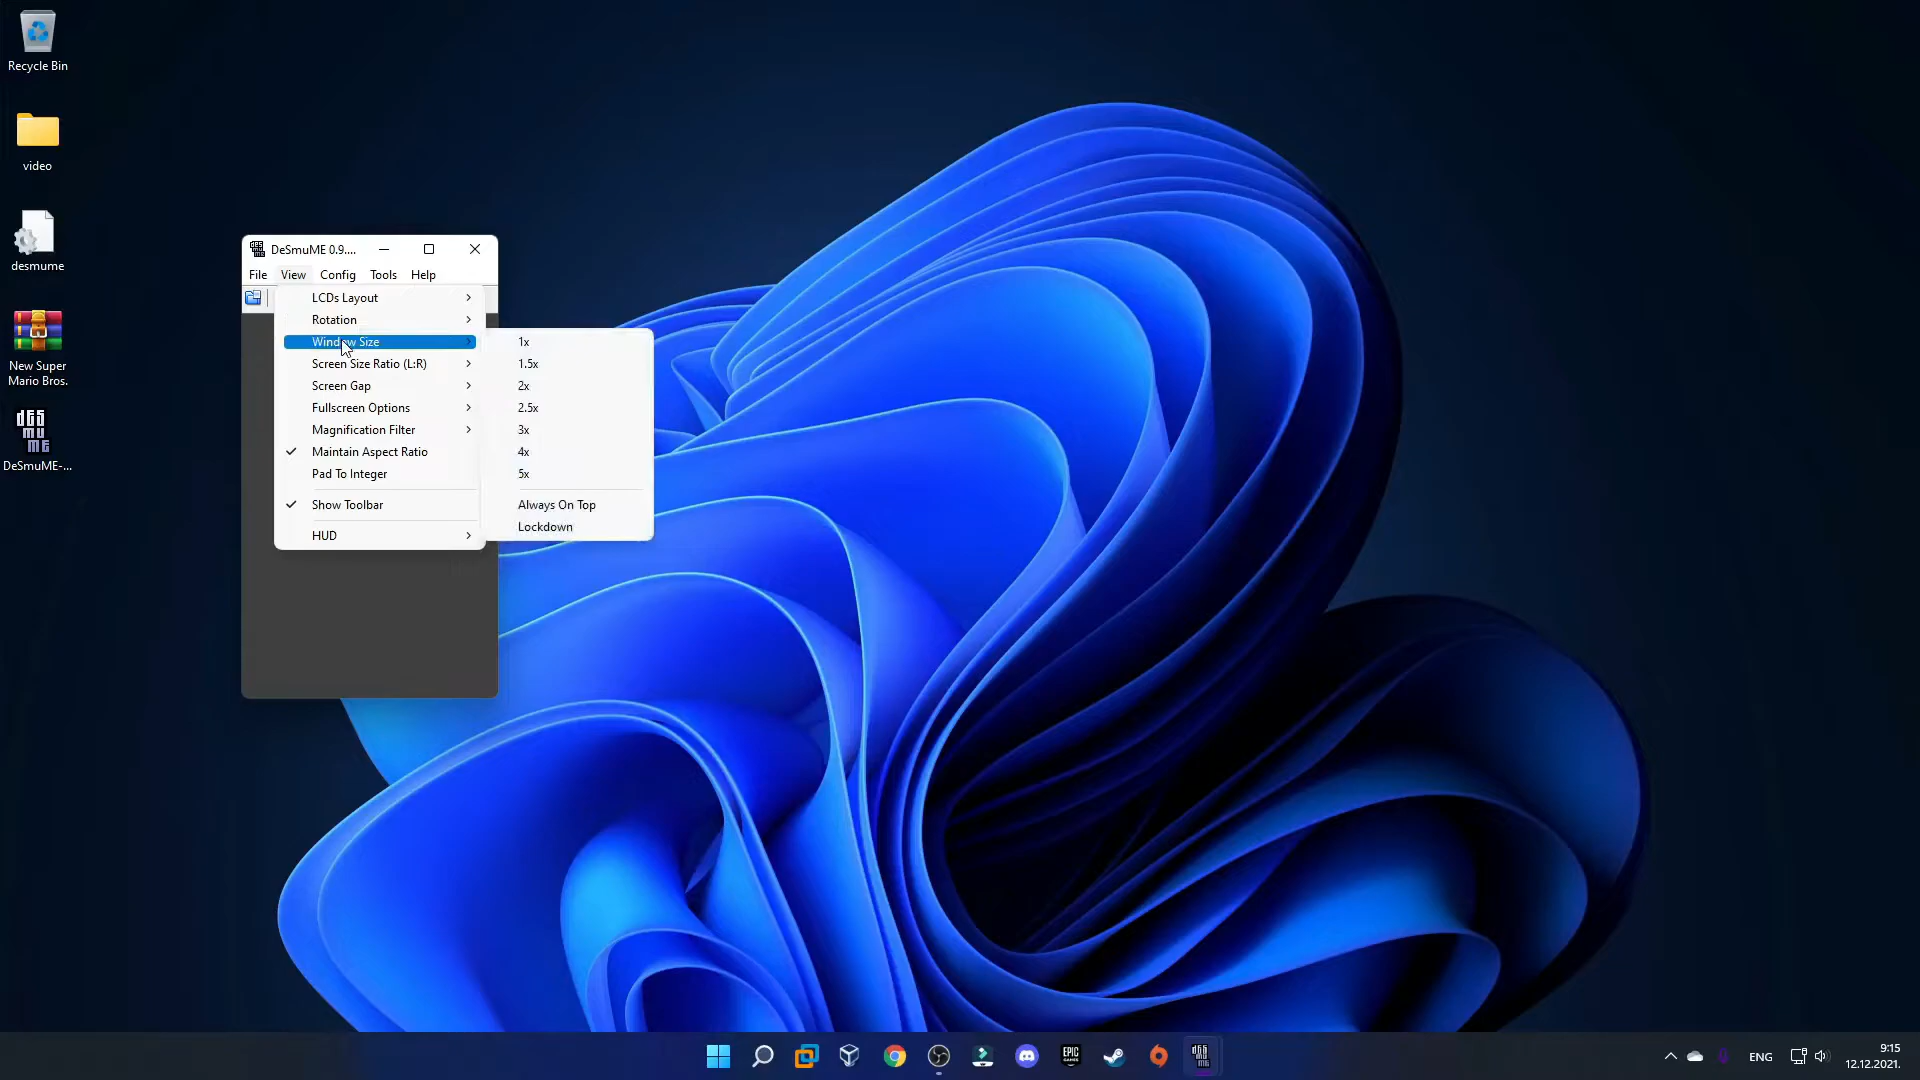 Recycle Bin
video
desmume
New Super
Mario Bros.
DeSmuME-...
DeSmuME 0.9....
File View Config Tools Help
LCDs Layout
Rotation
Window Size
Screen Size Ratio (L:R)
Screen Gap
Fullscreen Options
Magnification Filter
Maintain Aspect Ratio
Pad To Integer
Show Toolbar
HUD
1x
1.5x
2x
2.5x
3x
4x
5x
Always On Top
Lockdown
EPIC
GAMES
ENG
9:15
12.12.2021.